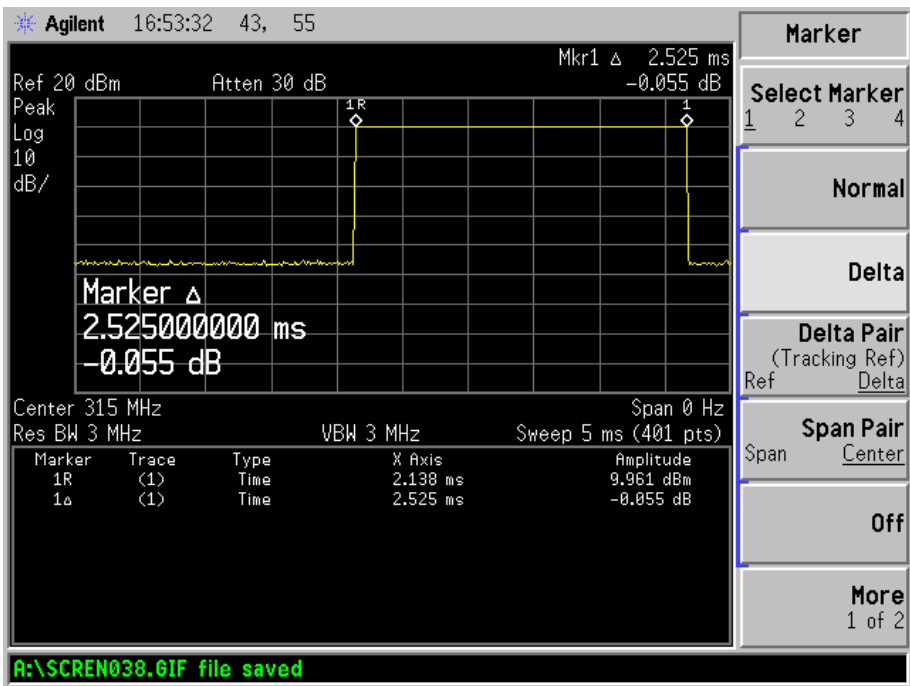 Agilent 16:53:32 43, 55
Mkr1 Δ 2.525 ms
Ref 20 dBm Atten 30 dB -0.055 dB
Peak
Log
10
dB/
1R 1
Marker Δ
2.525000000 ms
-0.055 dB
Center 315 MHz Span 0 Hz
Res BW 3 MHz VBW 3 MHz Sweep 5 ms (401 pts)
Marker Trace Type X Axis Amplitude
1R (1) Time 2.138 ms 9.961 dBm
1Δ (1) Time 2.525 ms -0.055 dB
A:\SCREN038.GIF file saved
Marker
Select Marker
1 2 3 4
Normal
Delta
Delta Pair
(Tracking Ref)
Ref Delta
Span Pair
Span Center
Off
More
1 of 2